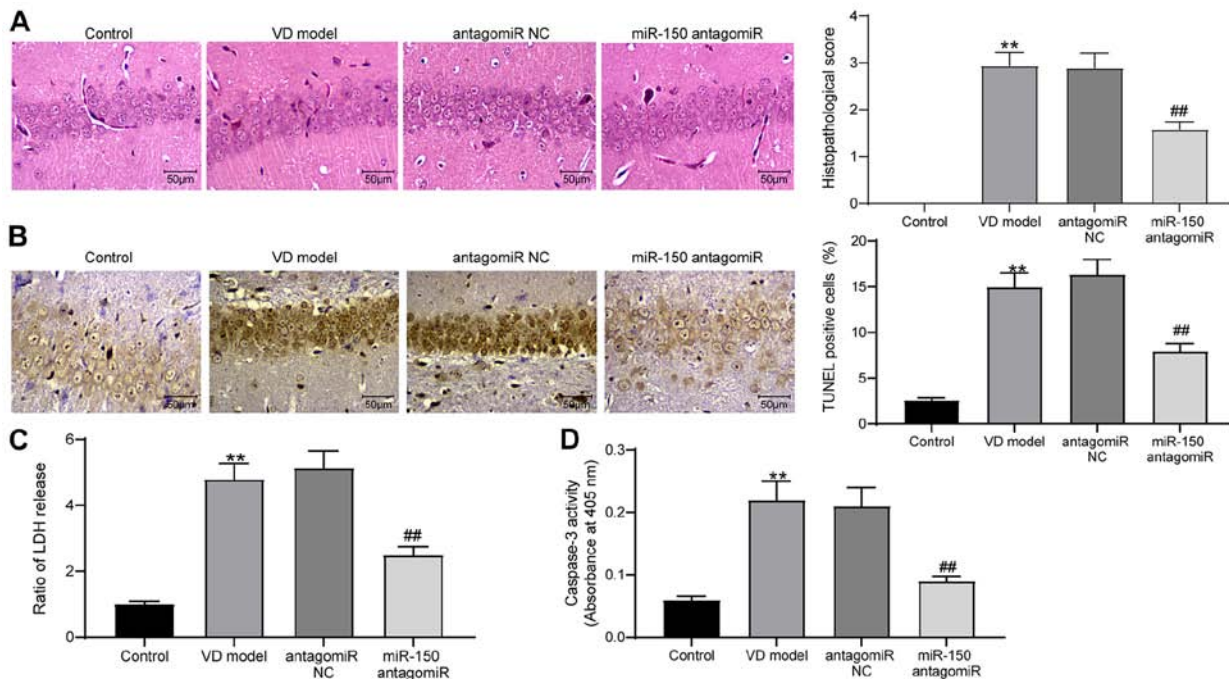 A
Control
VD model
antagomiR NC
miR-150 antagomiR
50μm
50μm
50μm
50μm
Histopathological score
4
3
2
1
0
**
##
Control
VD model
antagomiR
NC
miR-150
antagomiR
B
Control
VD model
antagomiR NC
miR-150 antagomiR
50μm
50μm
50μm
50μm
TUNEL positive cells (%)
20
15
10
5
0
**
##
Control
VD model
antagomiR
NC
miR-150
antagomiR
C
Ratio of LDH release
6
4
2
0
**
##
Control
VD model
antagomiR
NC
miR-150
antagomiR
D
Caspase-3 activity
(Absorbance at 405 nm)
0.3
0.2
0.1
0.0
**
##
Control
VD model
antagomiR
NC
miR-150
antagomiR